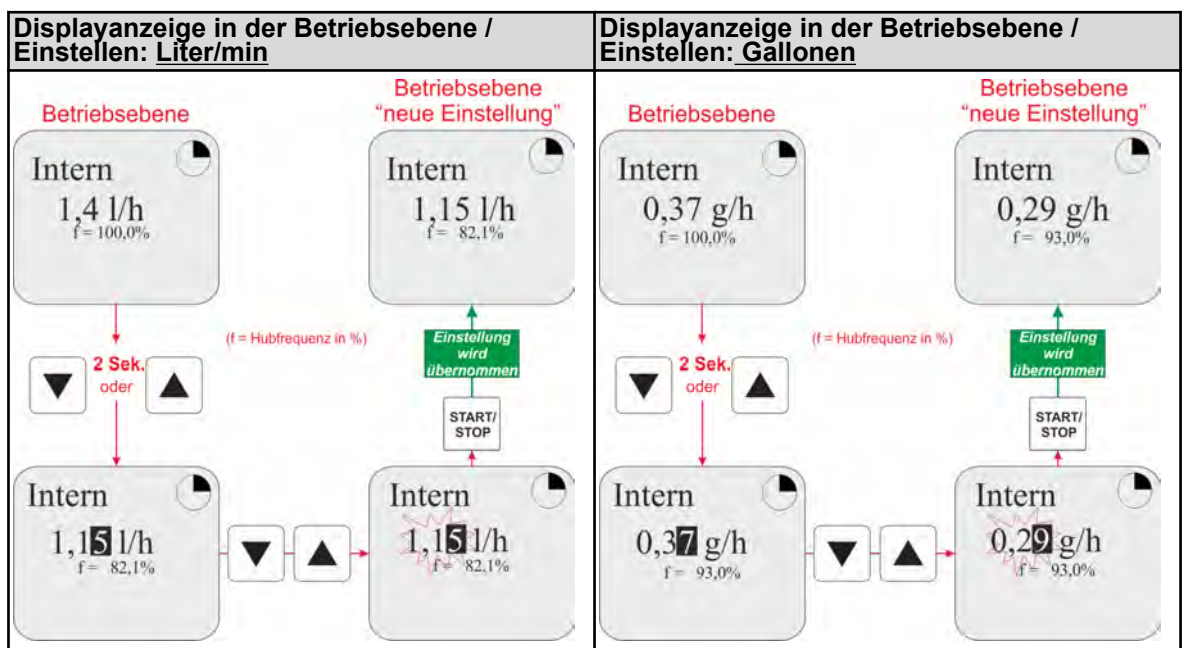 Displayanzeige in der Betriebsebene /
Einstellen: Liter/min
Betriebsebene
Betriebsebene
“neue Einstellung”
Intern
1,4 l/h
f = 100,0%
Intern
1,15 l/h
f = 82,1%
2 Sek.
oder
(f = Hubfrequenz in %)
Einstellung
wird
übernommen
START/
STOP
Intern
1,15 l/h
f = 82,1%
Intern
1,15 l/h
f = 82,1%
Displayanzeige in der Betriebsebene /
Einstellen: Gallonen
Betriebsebene
Betriebsebene
“neue Einstellung”
Intern
0,37 g/h
f = 100,0%
Intern
0,29 g/h
f = 93,0%
2 Sek.
oder
(f = Hubfrequenz in %)
Einstellung
wird
übernommen
START/
STOP
Intern
0,37 g/h
f = 93,0%
Intern
0,29 g/h
f = 93,0%